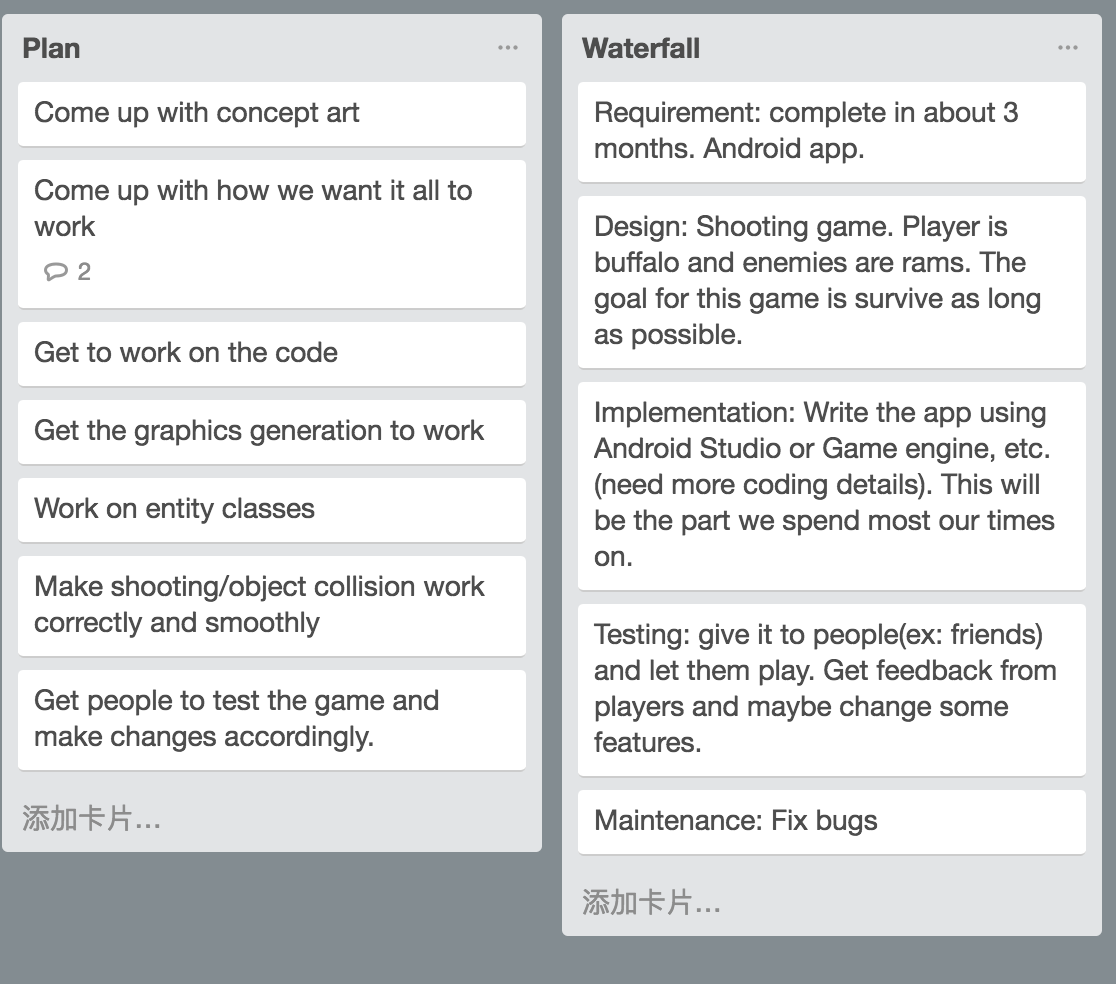 Plan
Come up with concept art
Come up with how we want it all to
work
2
Get to work on the code
Get the graphics generation to work
Work on entity classes
Make shooting/object collision work
correctly and smoothly
Get people to test the game and
make changes accordingly.
添加卡片...
Waterfall
Requirement: complete in about 3
months. Android app.
Design: Shooting game. Player is
buffalo and enemies are rams. The
goal for this game is survive as long
as possible.
Implementation: Write the app using
Android Studio or Game engine, etc.
(need more coding details). This will
be the part we spend most our times
on.
Testing: give it to people(ex: friends)
and let them play. Get feedback from
players and maybe change some
features.
Maintenance: Fix bugs
添加卡片...